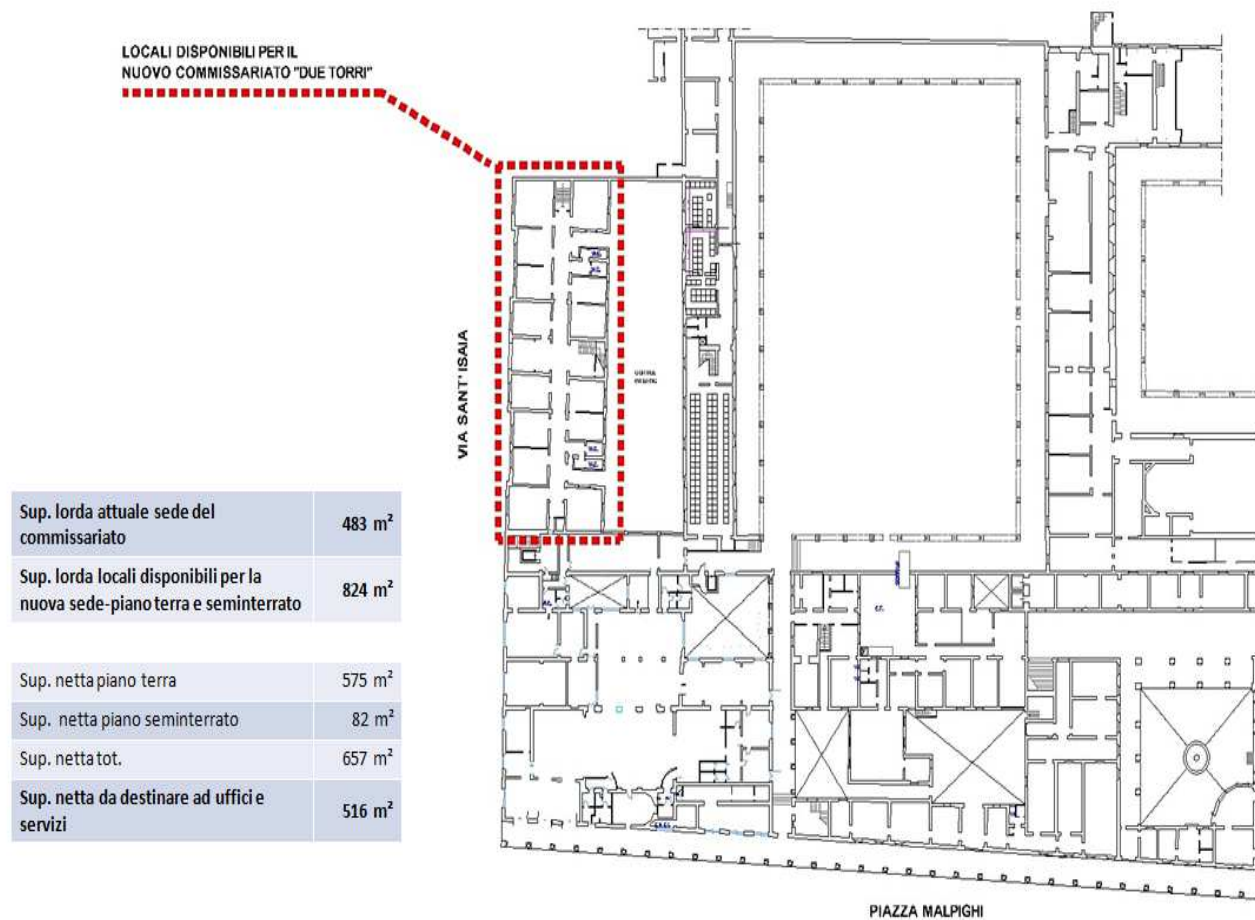 LOCALI DISPONIBILI PER IL
NUOVO COMMISSARIATO "DUE TORRI"
VIA SANT' ISAIA
W.C.
W.C.
W.C.
W.C.
Sup. lorda attuale sede del
commissariato
483 m²
Sup. lorda locali disponibili per la
nuova sede-piano terra e seminterrato
824 m²
Sup. netta piano terra
575 m²
Sup. netta piano seminterrato
82 m²
Sup. netta tot.
657 m²
Sup. netta da destinare ad uffici e
servizi
516 m²
PIAZZA MALPIGHI